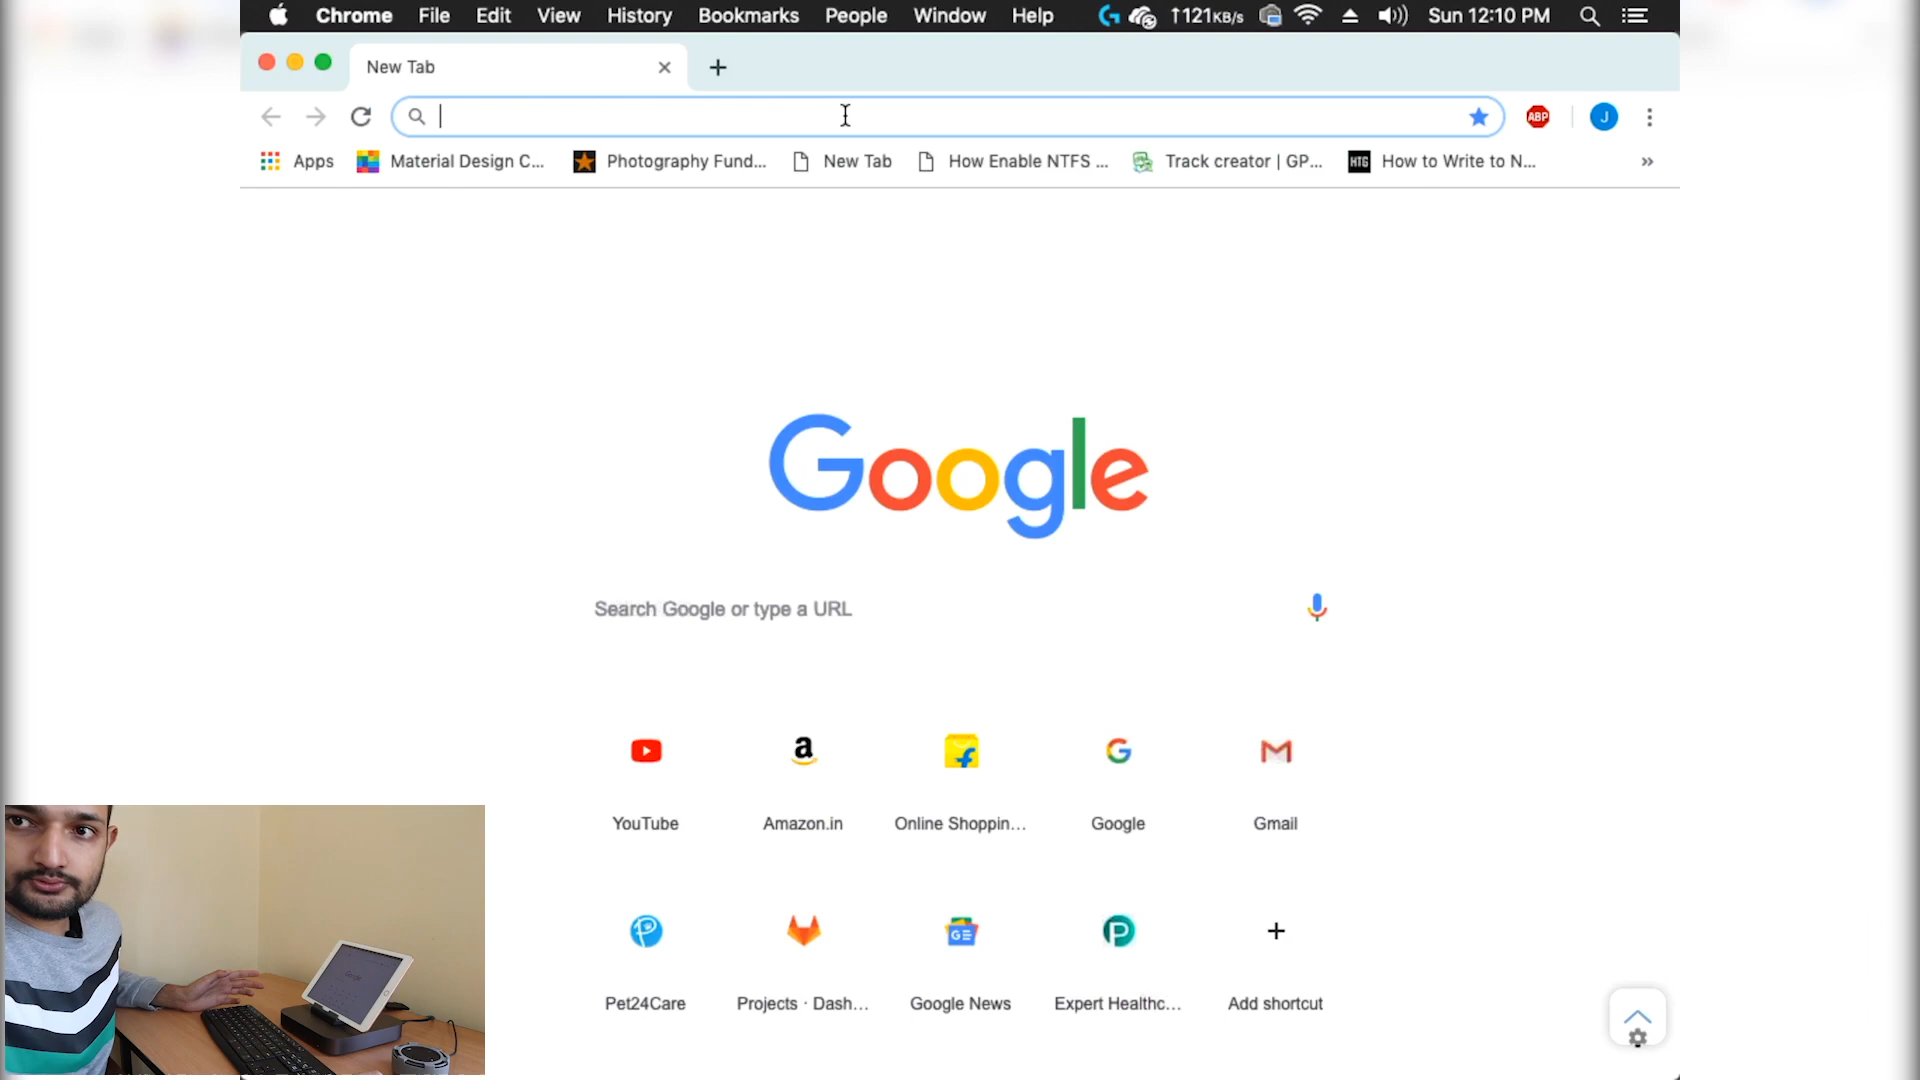 Chrome File Edit View History Bookmarks People Window Help ↑121KB/s Sun 12:10 PM
New Tab
ABP J
Apps Material Design C... Photography Fund... New Tab How Enable NTFS ... Track creator | GP... HTG How to Write to N... »
Google
Search Google or type a URL
YouTube Amazon.in Online Shoppin... Google Gmail
Pet24Care Projects · Dash... Google News Expert Healthc... Add shortcut